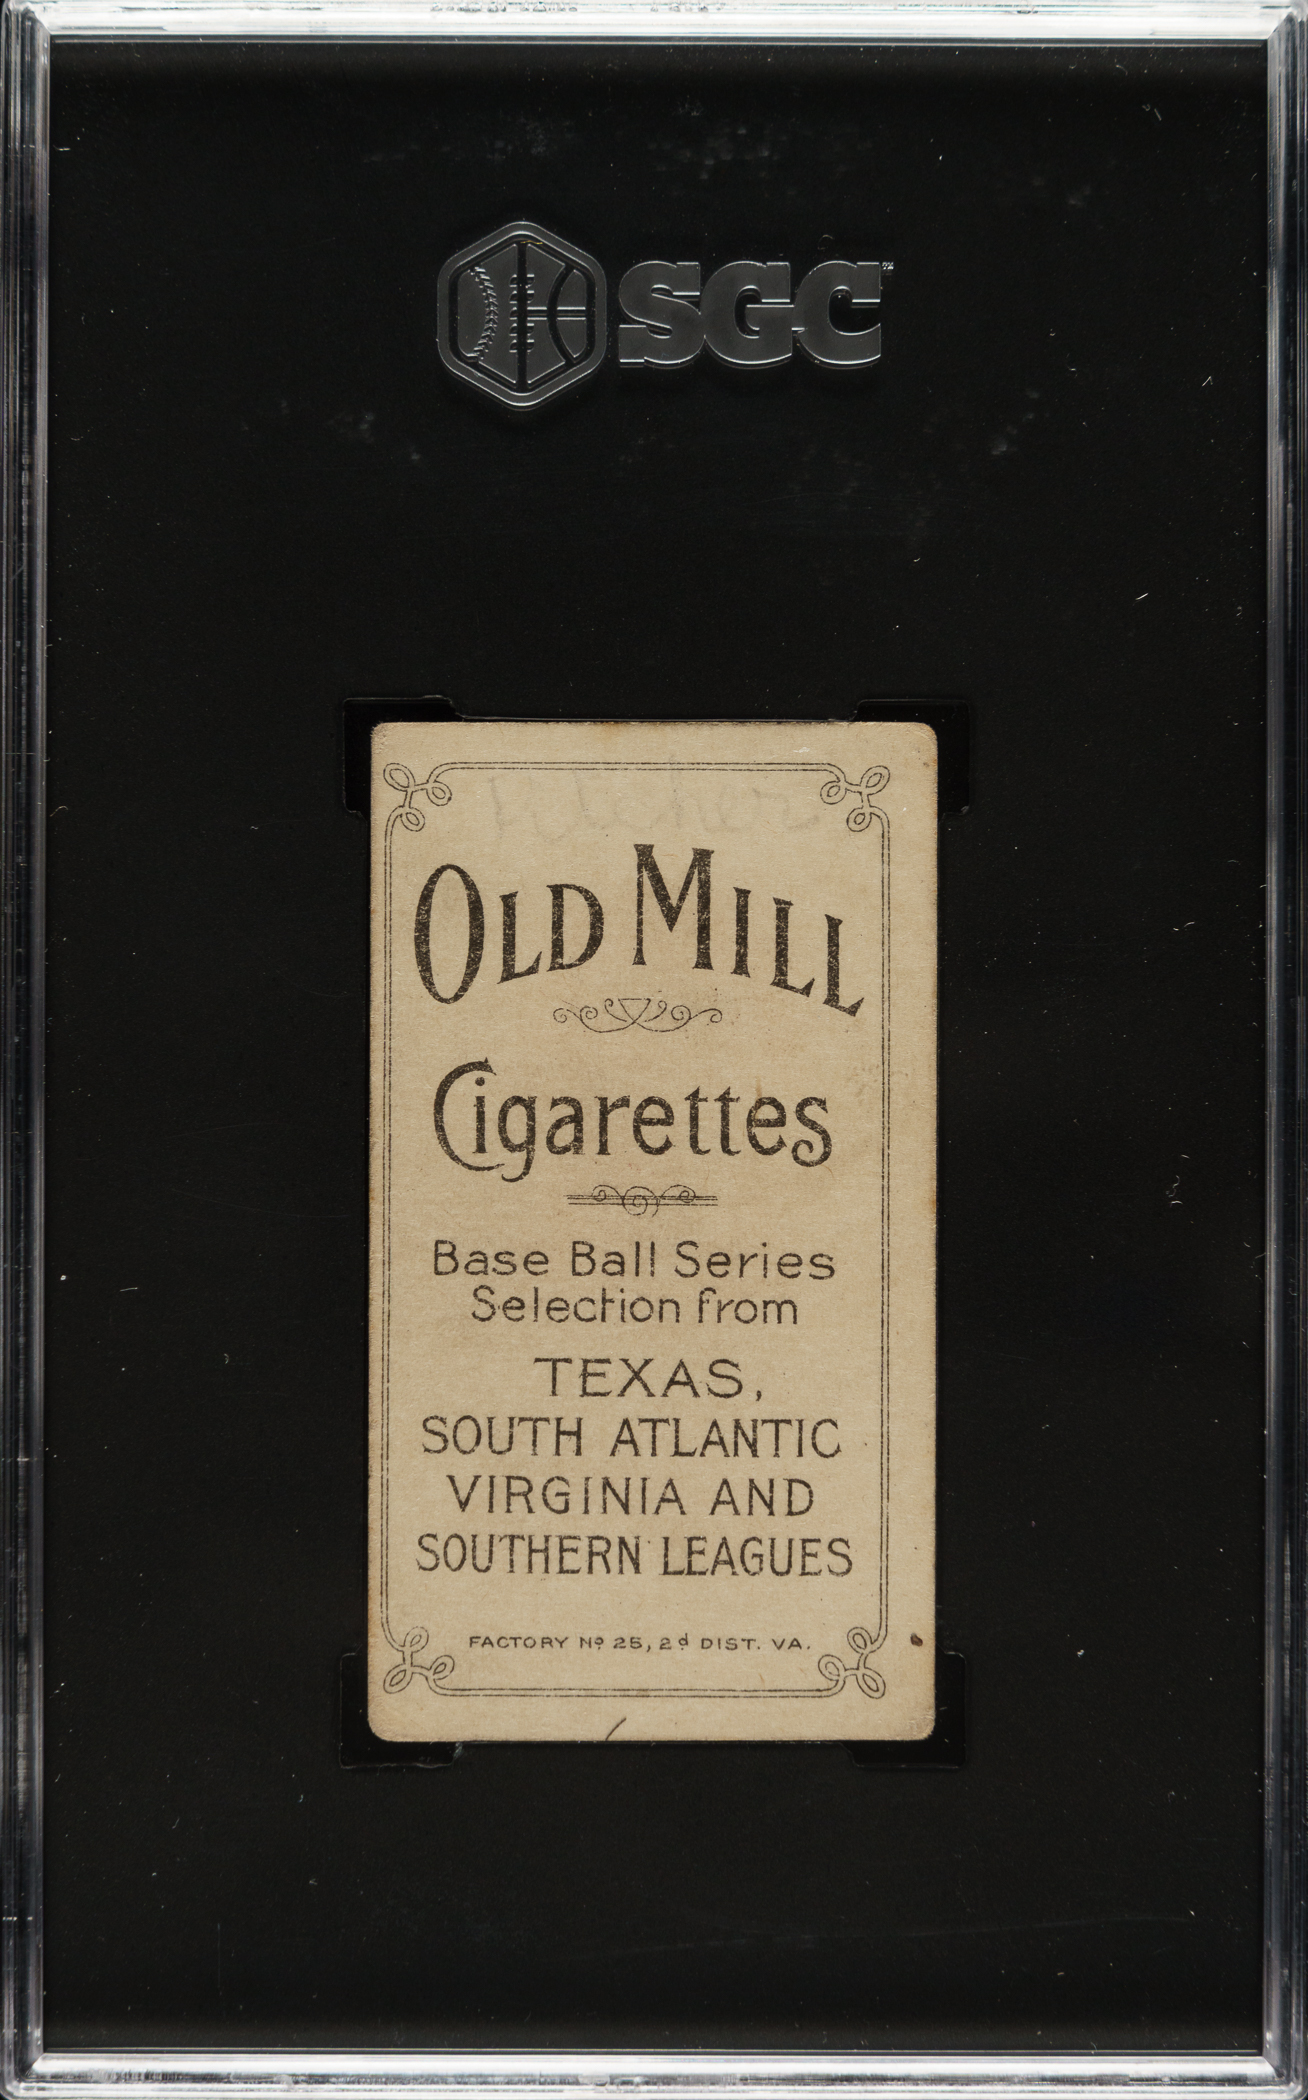 SGC™
OLD MILL
Cigarettes
Base Ball Series
Selection from
TEXAS,
SOUTH ATLANTIC
VIRGINIA AND
SOUTHERN LEAGUES
FACTORY Nº 25, 2d DIST. VA.